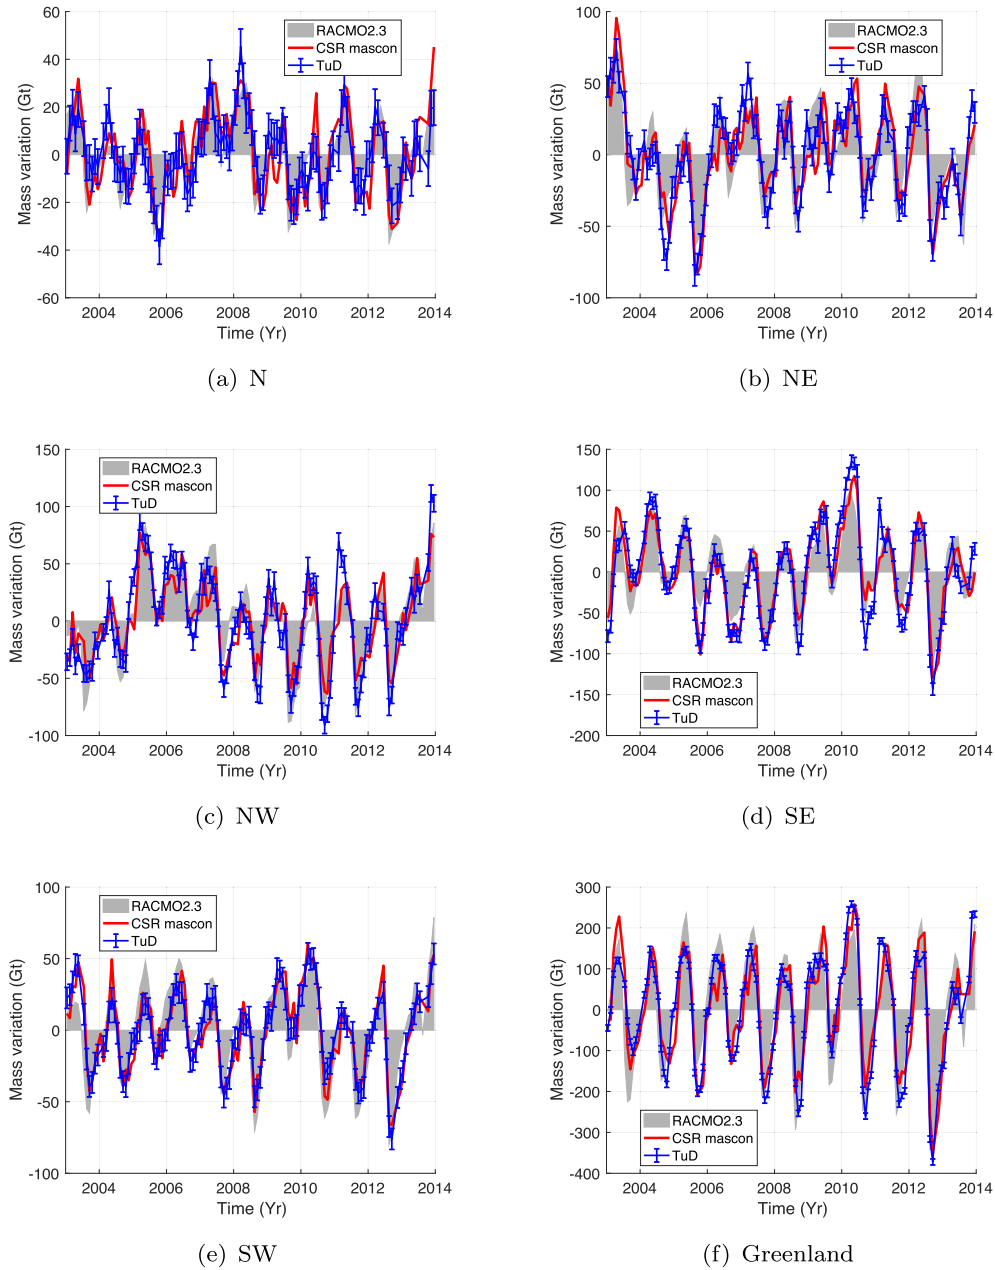 60
40
20
0
-20
-40
-60
Mass variation (Gt)
RACMO2.3
CSR mascon
TuD
2004 2006 2008 2010 2012 2014
Time (Yr)
(a) N
100
50
0
-50
-100
Mass variation (Gt)
RACMO2.3
CSR mascon
TuD
2004 2006 2008 2010 2012 2014
Time (Yr)
(b) NE
150
100
50
0
-50
-100
Mass variation (Gt)
RACMO2.3
CSR mascon
TuD
2004 2006 2008 2010 2012 2014
Time (Yr)
(c) NW
150
100
50
0
-50
-100
-150
-200
Mass variation (Gt)
RACMO2.3
CSR mascon
TuD
2004 2006 2008 2010 2012 2014
Time (Yr)
(d) SE
100
50
0
-50
-100
Mass variation (Gt)
RACMO2.3
CSR mascon
TuD
2004 2006 2008 2010 2012 2014
Time (Yr)
(e) SW
300
200
100
0
-100
-200
-300
-400
Mass variation (Gt)
RACMO2.3
CSR mascon
TuD
2004 2006 2008 2010 2012 2014
Time (Yr)
(f) Greenland